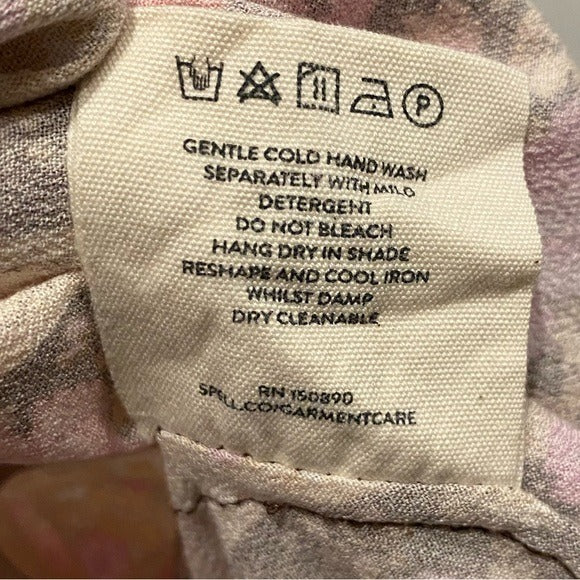 P
GENTLE COLD HAND WASH
SEPARATELY WITH MILD
DETERGENT
DO NOT BLEACH
HANG DRY IN SHADE
RESHAPE AND COOL IRON
WHILST DAMP
DRY CLEANABLE
RN 150890
SPELL.CO/GARMENTCARE